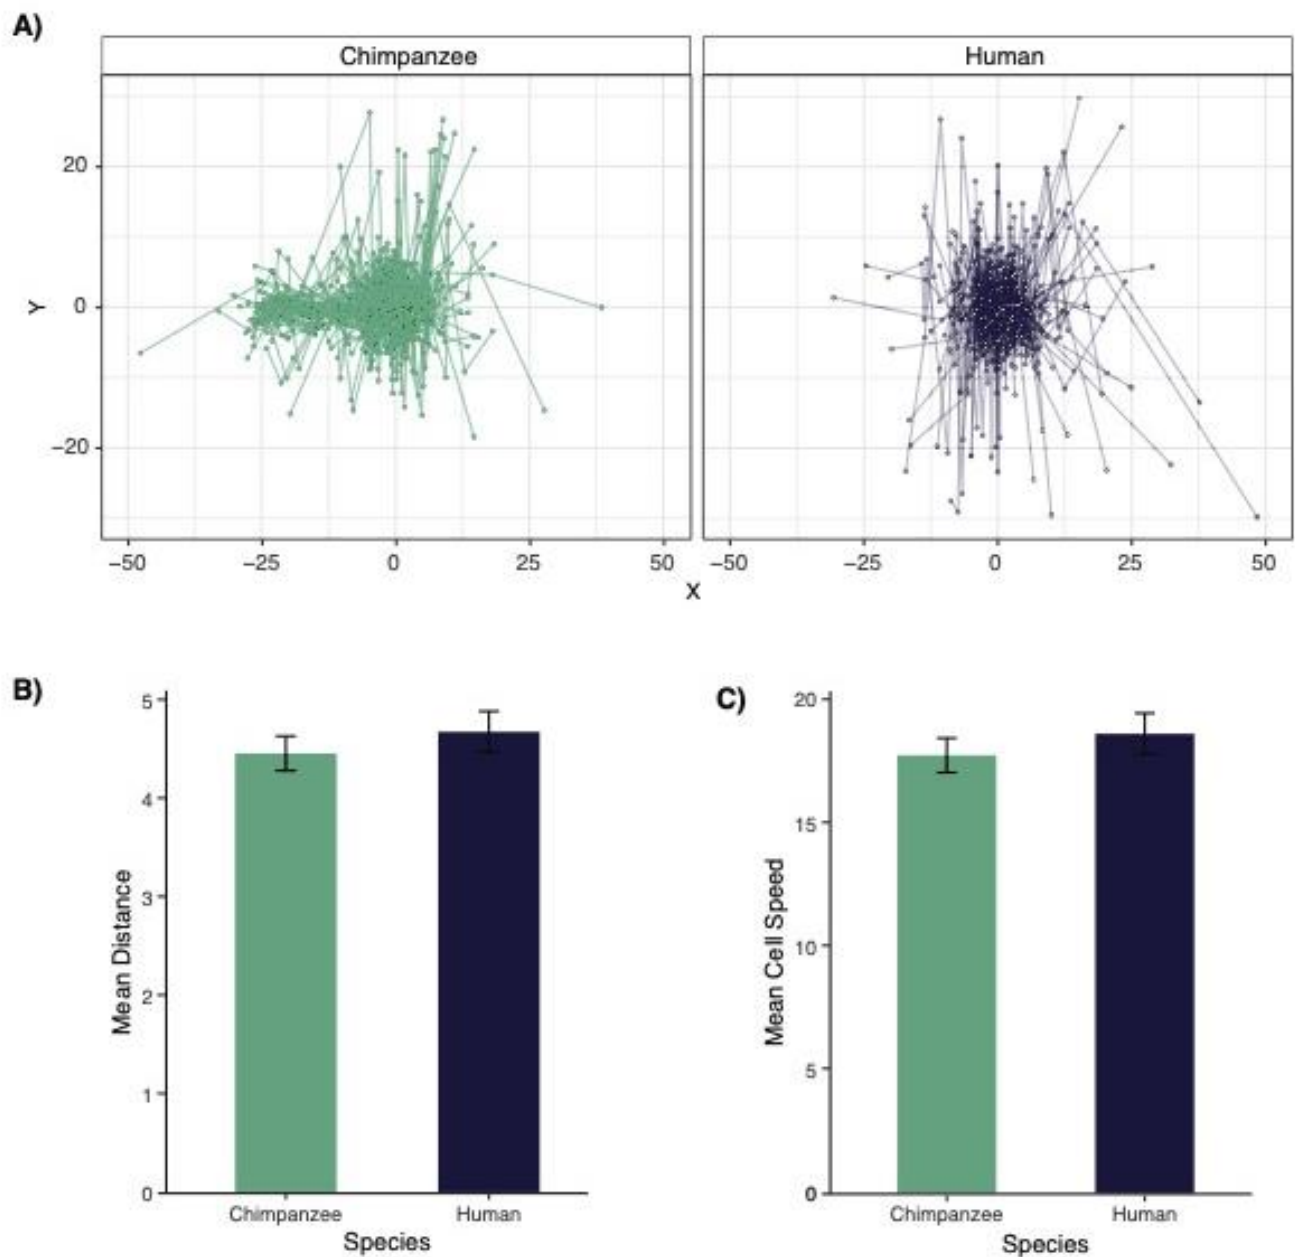 A)
Chimpanzee Human
20
0
−20
Y
−50 −25 0 25 50 −50 −25 0 25 50
X
B)
5
4
3
2
1
0
Mean Distance
Chimpanzee Human
Species
C)
20
15
10
5
0
Mean Cell Speed
Chimpanzee Human
Species